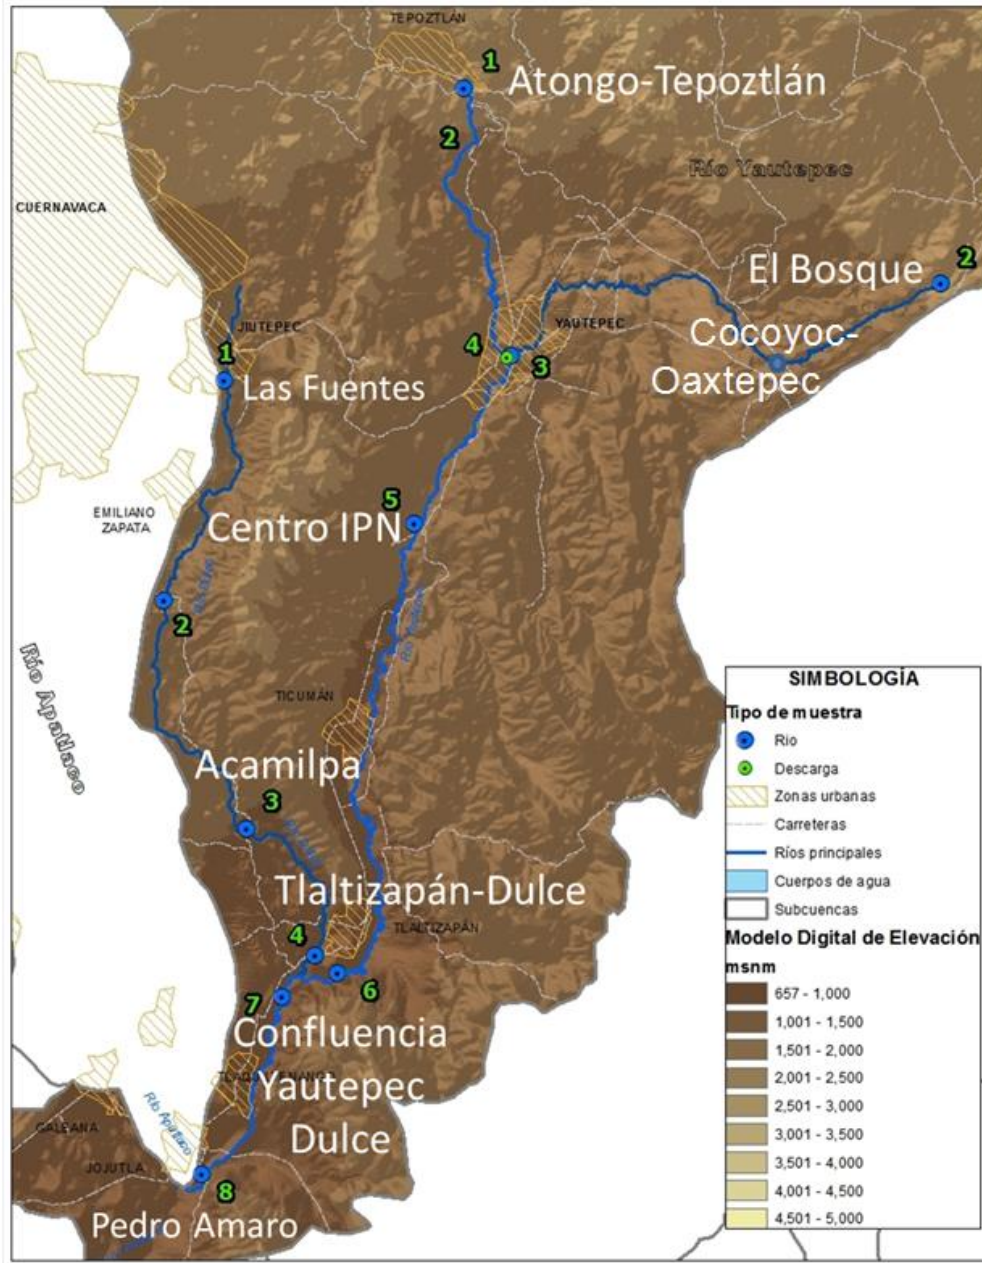 TEPOZTLÁN
1
Atongo-Tepoztlán
2
Río Yautepec
CUERNAVACA
El Bosque
2
JIUTEPEC
YAUTEPEC
Cocoyoc-
Oaxtepec
4
3
1
Las Fuentes
5
Centro IPN
EMILIANO
ZAPATA
2
Río Apatlaco
TICUMÁN
Acamilpa
3
Tlaltizapán-Dulce
TLALTIZAPÁN
4
6
7
Confluencia
Yautepec
Dulce
Río Apatlaco
GALEANA
JOJUTLA
8
Pedro Amaro
SIMBOLOGÍA
Tipo de muestra
Rio
Descarga
Zonas urbanas
Carreteras
Ríos principales
Cuerpos de agua
Subcuencas
Modelo Digital de Elevación
msnm
657 - 1,000
1,001 - 1,500
1,501 - 2,000
2,001 - 2,500
2,501 - 3,000
3,001 - 3,500
3,501 - 4,000
4,001 - 4,500
4,501 - 5,000